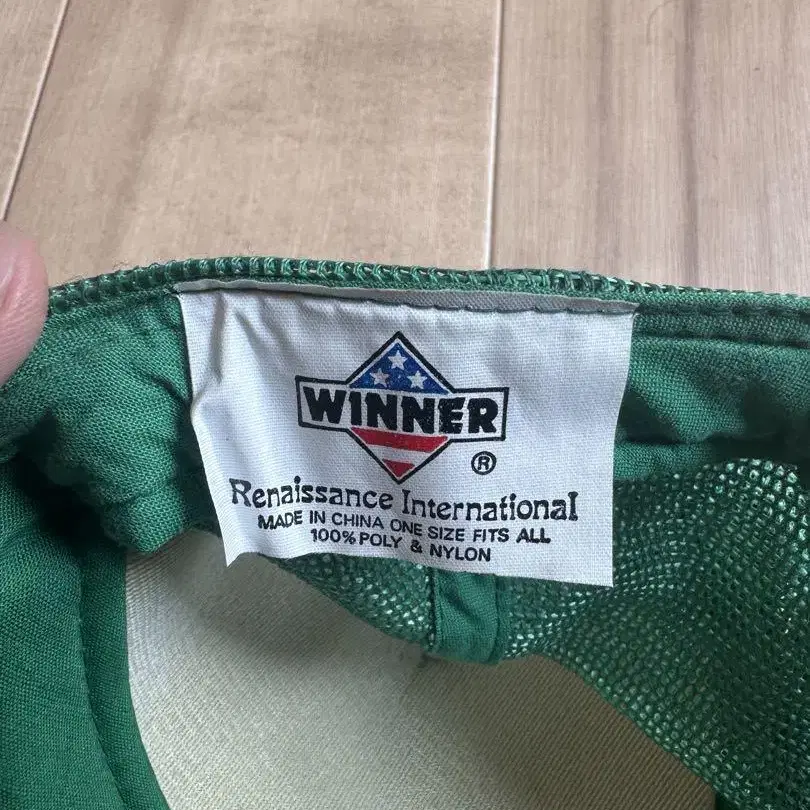 WINNER
®
Renaissance International
MADE IN CHINA ONE SIZE FITS ALL
100% POLY & NYLON